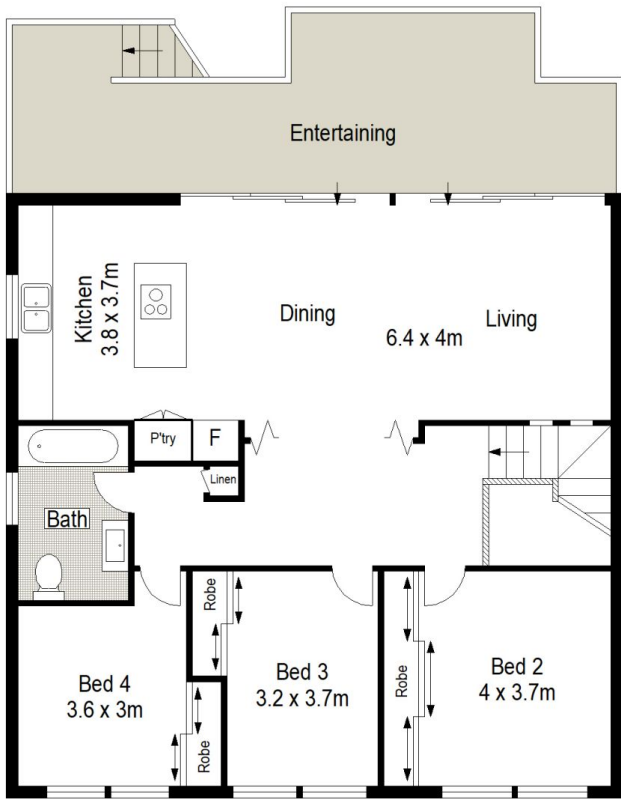 Entertaining
Kitchen
3.8 x 3.7m
Dining
Living
6.4 x 4m
P'try
F
Linen
Bath
Robe
Bed 4
3.6 x 3m
Robe
Bed 3
3.2 x 3.7m
Robe
Bed 2
4 x 3.7m